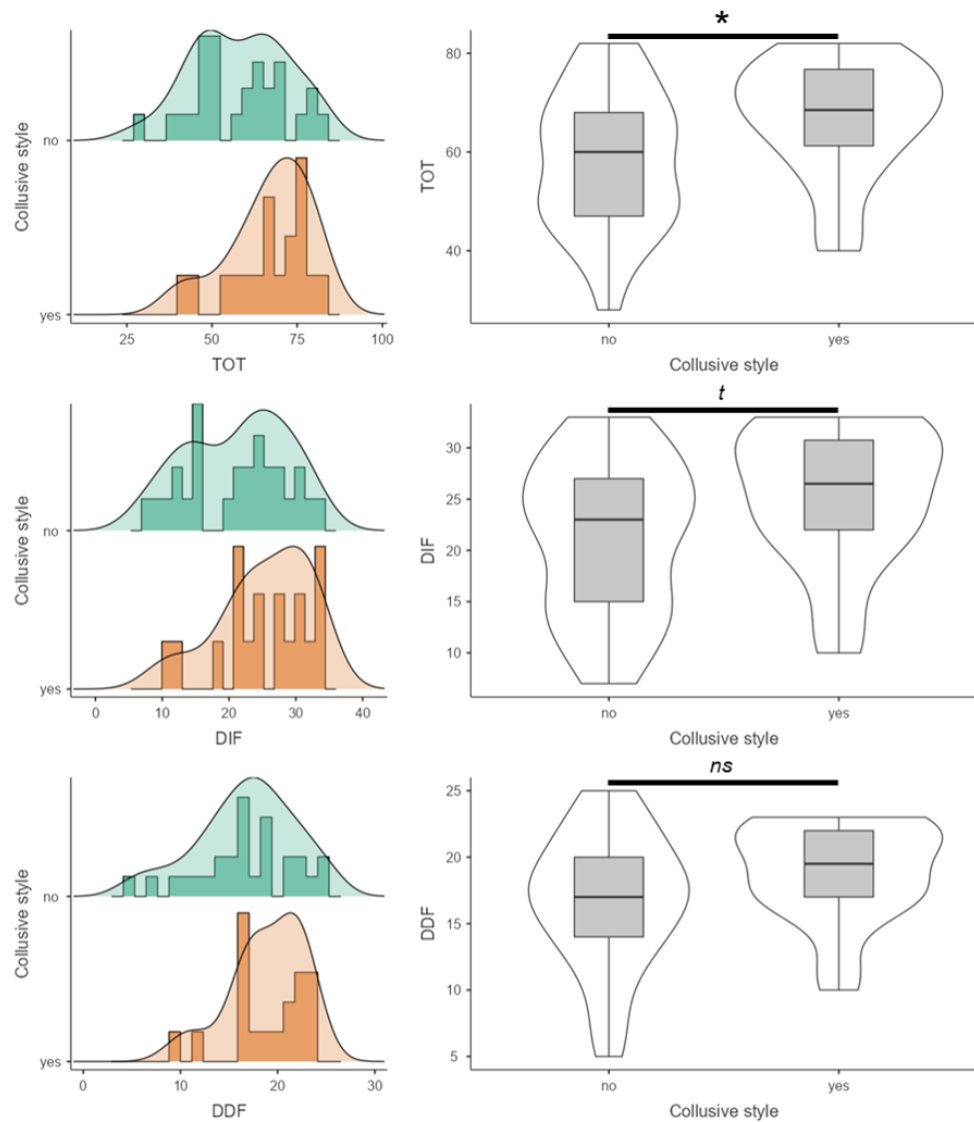 *
Collusive style
no
yes
25 50 75 100
TOT
TOT
80
60
40
no yes
Collusive style
t
Collusive style
no
yes
0 10 20 30 40
DIF
DIF
30
25
20
15
10
no yes
Collusive style
ns
Collusive style
no
yes
0 10 20 30
DDF
DDF
25
20
15
10
5
no yes
Collusive style